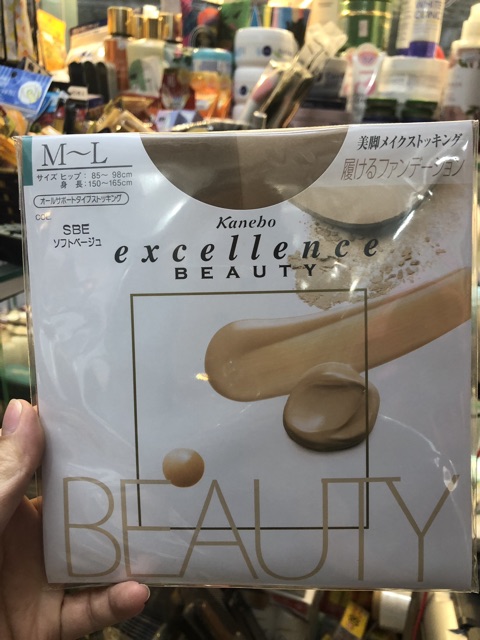 M～L
サイズ ヒップ：85～98cm
身長：150～165cm
オールサポートタイプストッキング
SBE
ソフトベージュ
美脚メイクストッキング
履けるファンデーション
Kanebo
excellence
BEAUTY
BEAUTY